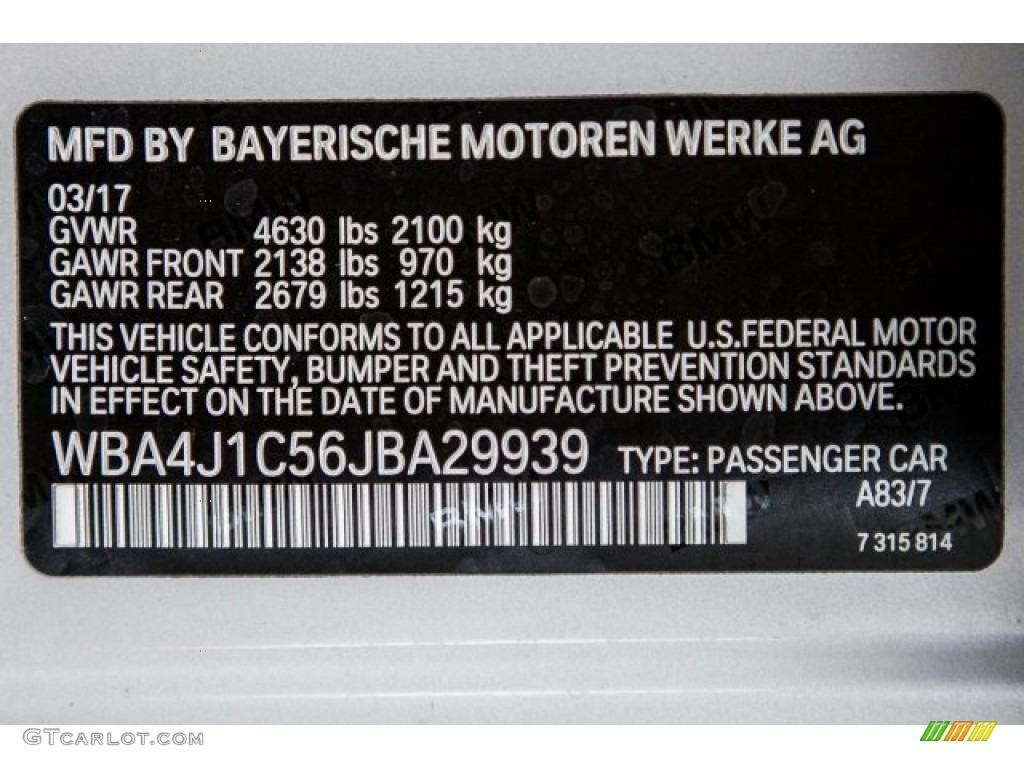 MFD BY BAYERISCHE MOTOREN WERKE AG
03/17
GVWR 4630 lbs 2100 kg
GAWR FRONT 2138 lbs 970 kg
GAWR REAR 2679 lbs 1215 kg
THIS VEHICLE CONFORMS TO ALL APPLICABLE U.S.FEDERAL MOTOR
VEHICLE SAFETY, BUMPER AND THEFT PREVENTION STANDARDS
IN EFFECT ON THE DATE OF MANUFACTURE SHOWN ABOVE.
WBA4J1C56JBA29939 TYPE: PASSENGER CAR
A83/7
7 315 814
GTCARLOT.COM